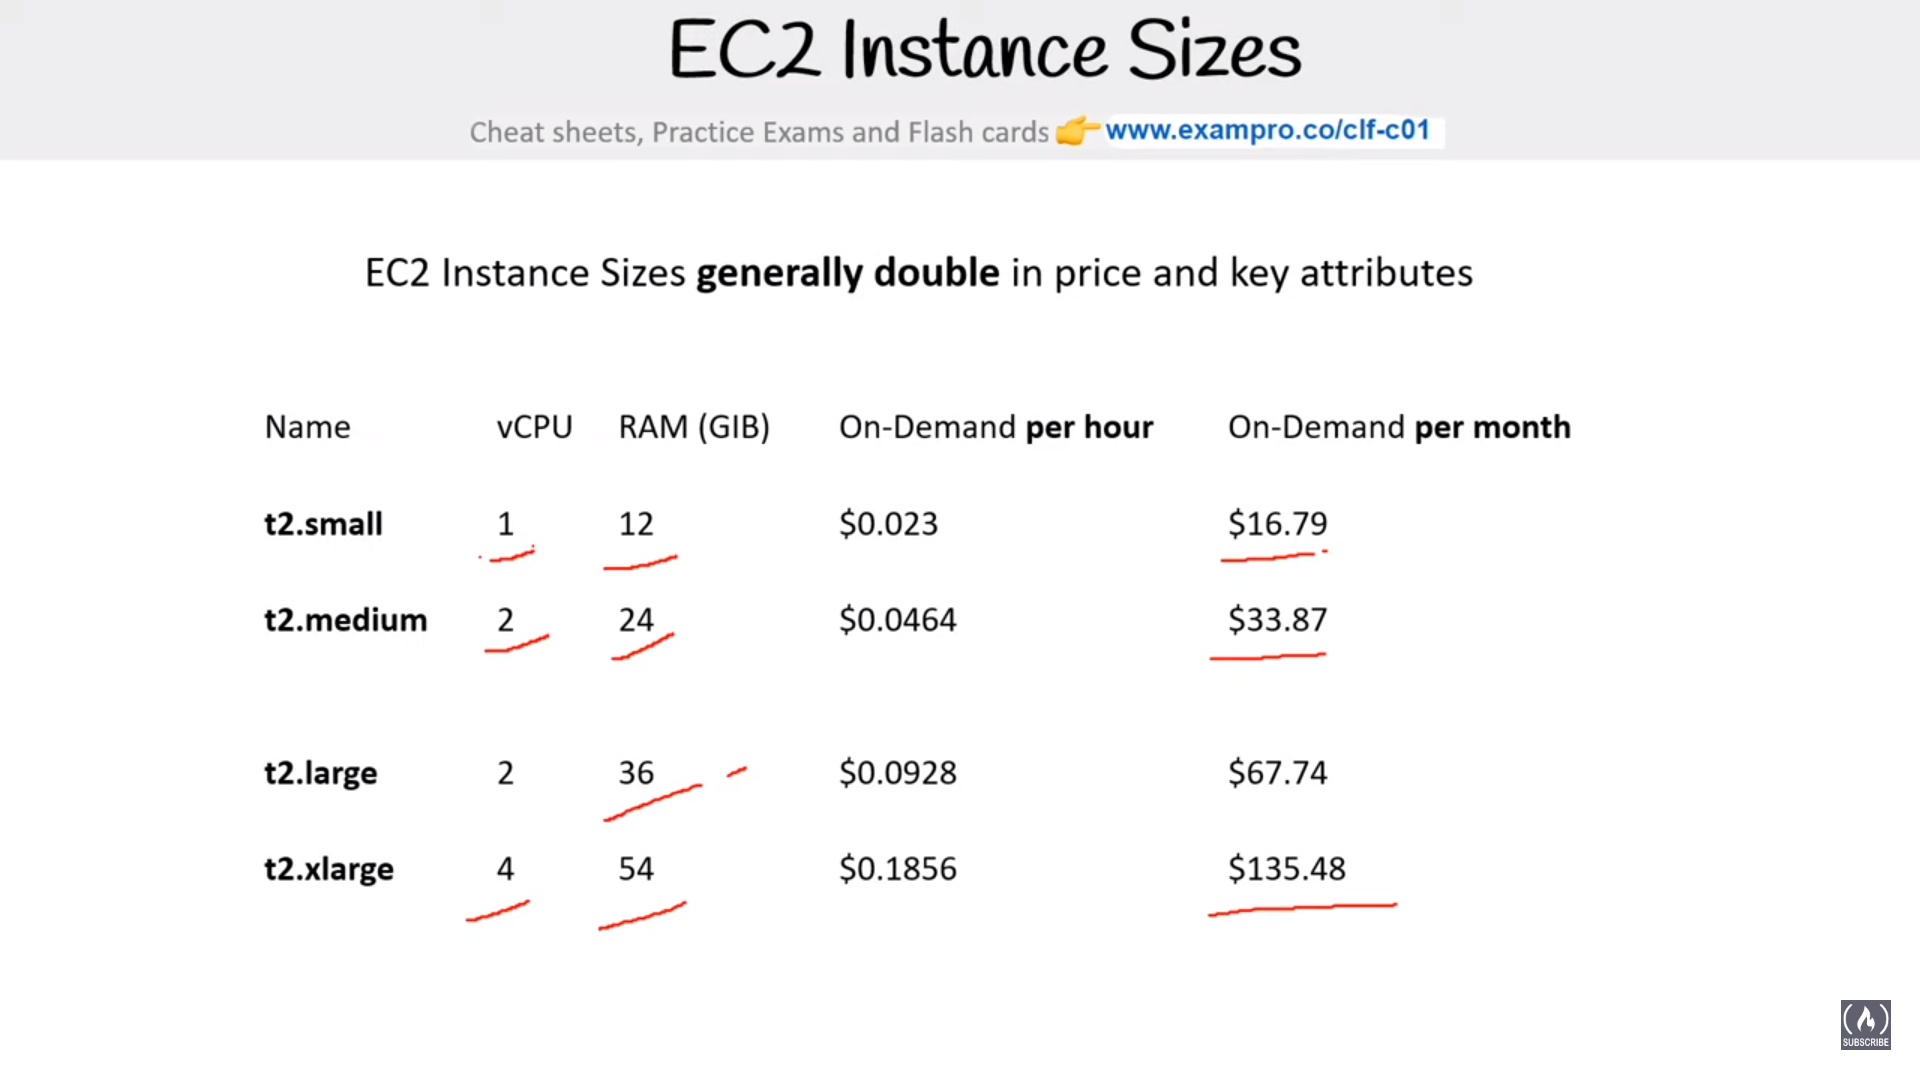 EC2 Instance Sizes
Cheat sheets, Practice Exams and Flash cards 👉 www.exampro.co/clf-c01
EC2 Instance Sizes generally double in price and key attributes
Name vCPU RAM (GIB) On-Demand per hour On-Demand per month
t2.small 1 12 $0.023 $16.79
t2.medium 2 24 $0.0464 $33.87
t2.large 2 36 $0.0928 $67.74
t2.xlarge 4 54 $0.1856 $135.48
SUBSCRIBE